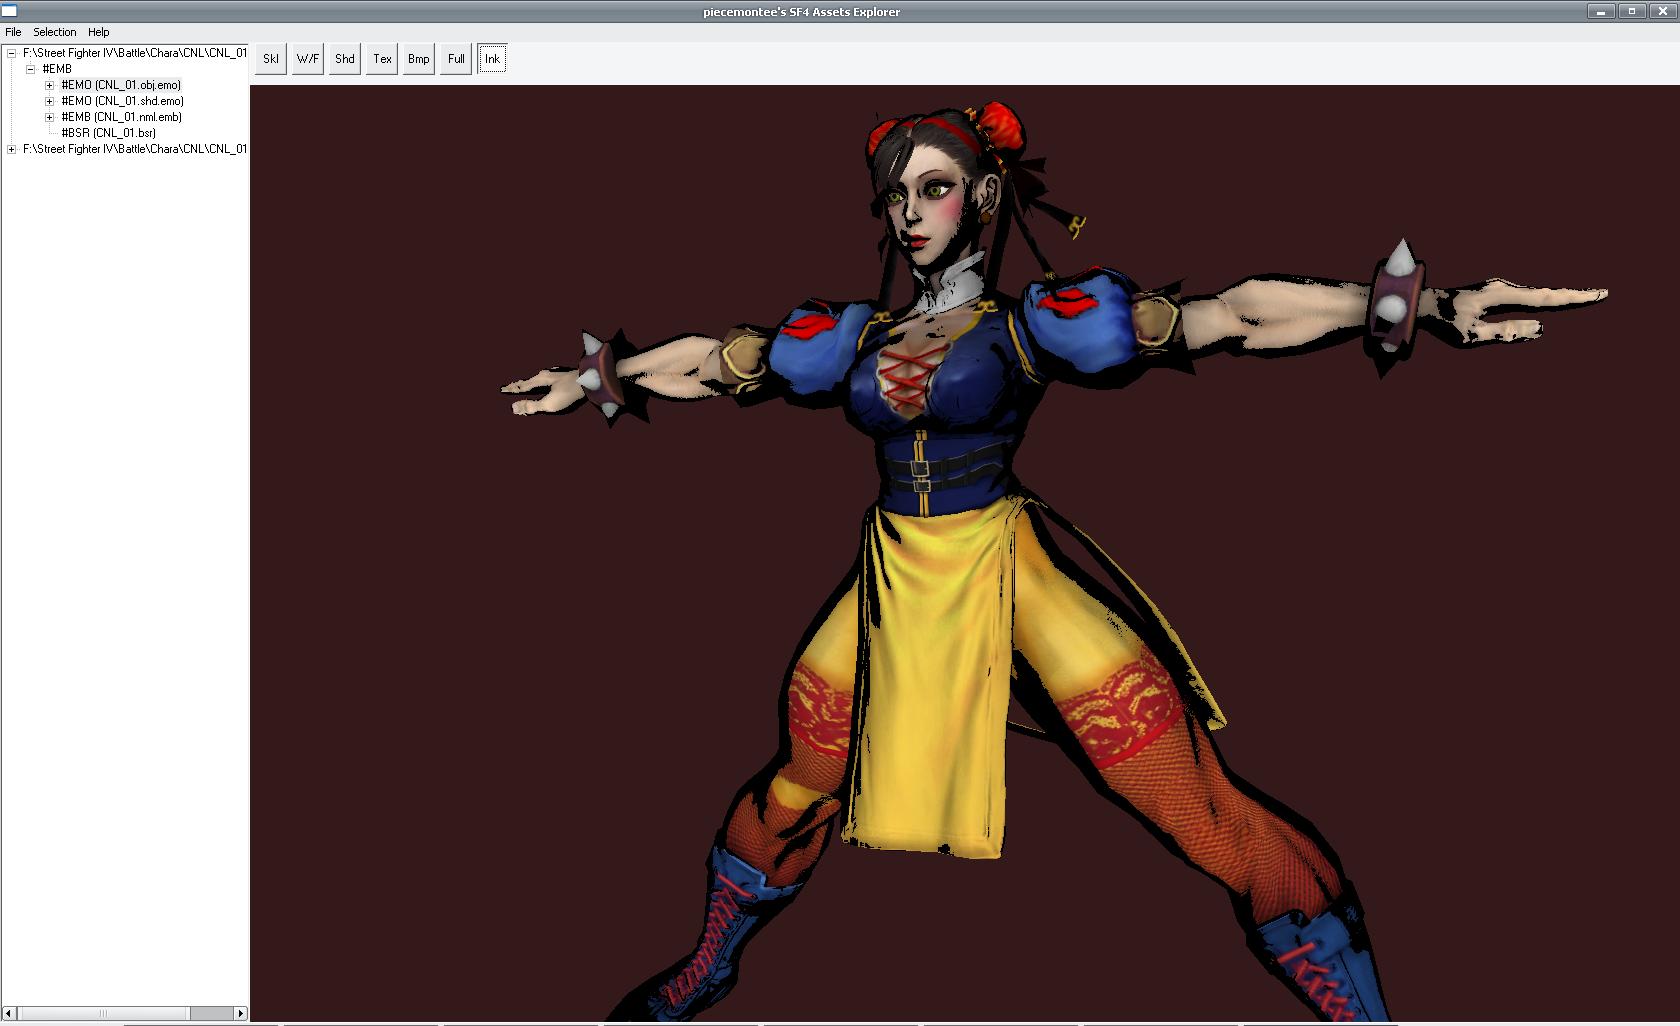 piecemontee's SF4 Assets Explorer
File Selection Help
F:\Street Fighter IV\Battle\Chara\CNL\CNL_01
#EMB
#EMO (CNL_01.obj.emo)
#EMO (CNL_01.shd.emo)
#EMB (CNL_01.nml.emb)
#BSR (CNL_01.bsr)
F:\Street Fighter IV\Battle\Chara\CNL\CNL_01
Skl W/F Shd Tex Bmp Full Ink